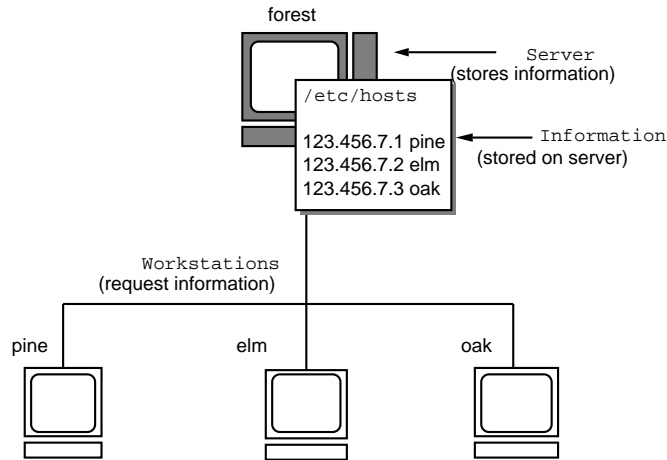 forest
Server
(stores information)
/etc/hosts
123.456.7.1 pine
123.456.7.2 elm
123.456.7.3 oak
Information
(stored on server)
Workstations
(request information)
pine
elm
oak